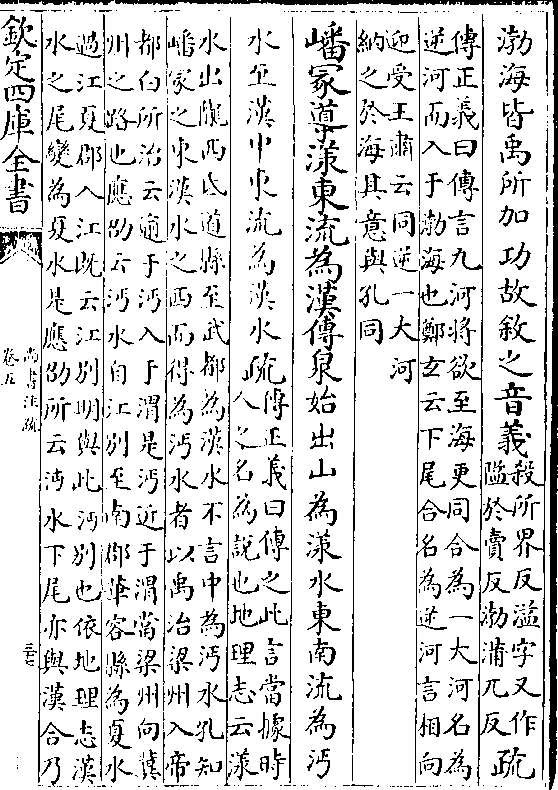 渤海皆禹所加功故敘之音義殺所界反滥字又作
隘於賣反渤蒲兀反疏
傳正義曰傳言九河將欲至海更同合為一大河名為
逆河而入于渤海也鄭玄云下尾合名為逆河言相向
迎受王肅云同逆一大河
納之於海其意與孔同
嶓冢導漾東流為漢傳泉始出山為漾水東南流為沔
水至漢中東流為漢水疏傳正義曰傳之此言當據時
人之名為說也地理志云漾
水出隴西氐道縣至武都為漢水不言中為沔水孔知
嶓冢之東漢水之西而得為沔水者以禹治梁州入帝
都白所治云逾于沔入于渭是沔近于渭當梁州向冀
州之路也應劭云沔水自江別至南郡華容縣為夏水
過江夏郡入江既云江別明與此沔別也依地理志漢
水之尾變為夏水是應劭所云沔水下尾亦與漢合乃
欽定四庫全書
尚書注疏
卷五
三十七